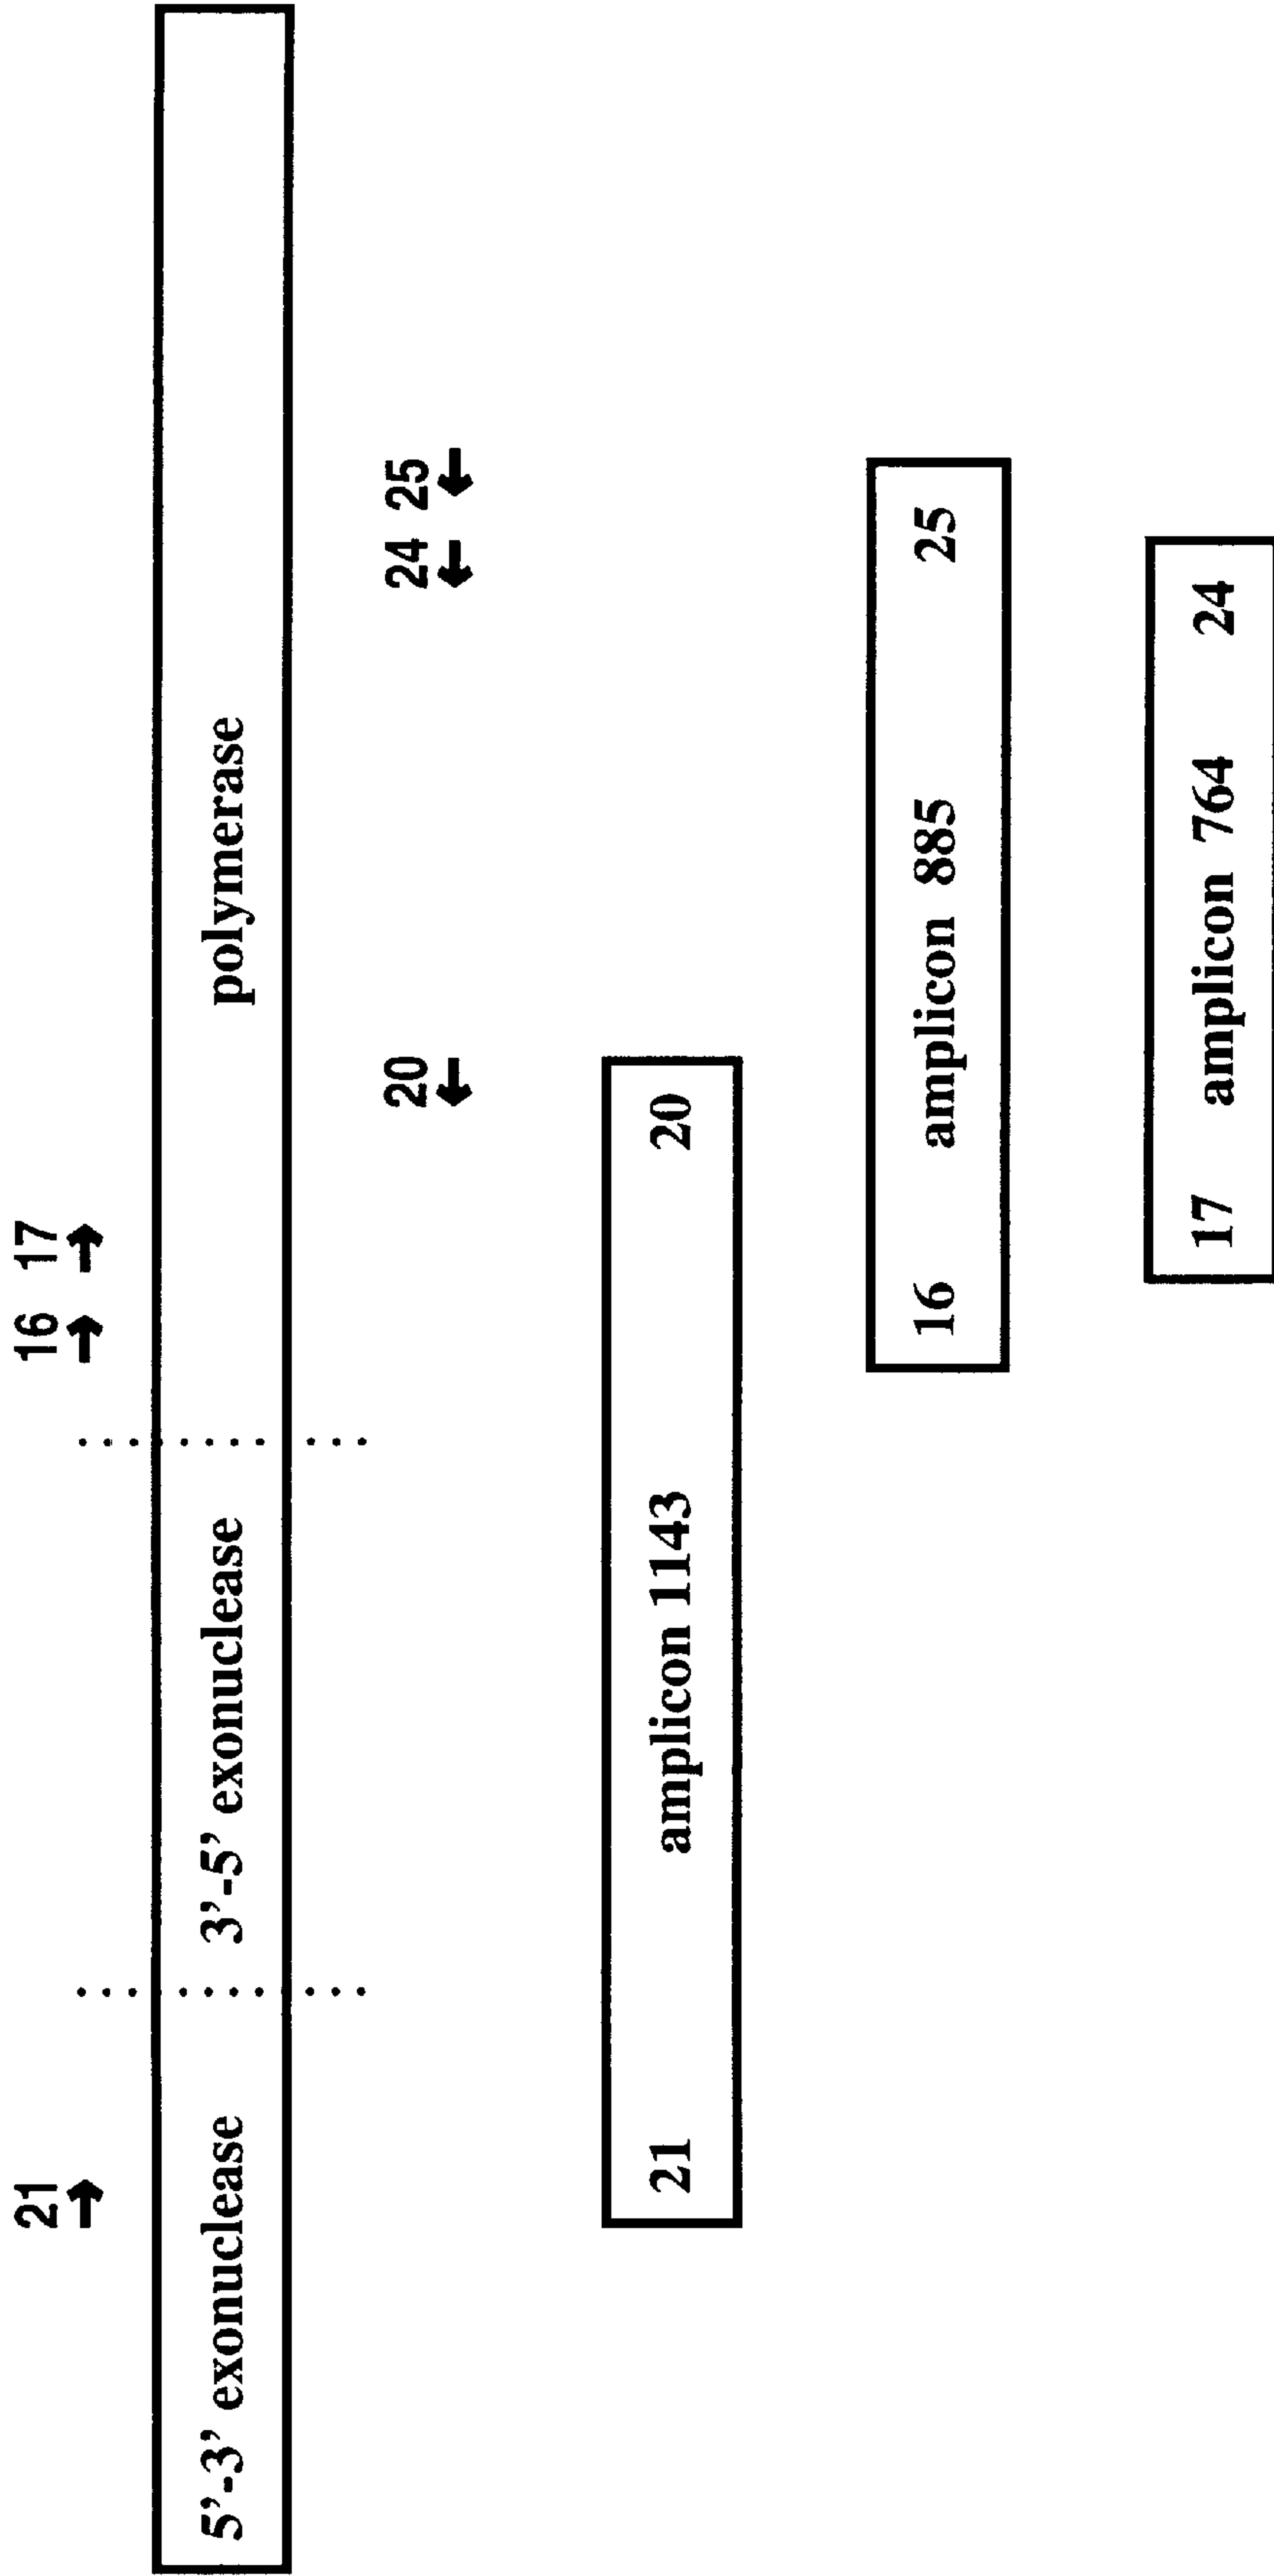 21 16 17
5'-3' exonuclease 3'-5' exonuclease polymerase
20 24 25
21 amplicon 1143 20
16 amplicon 885 25
17 amplicon 764 24